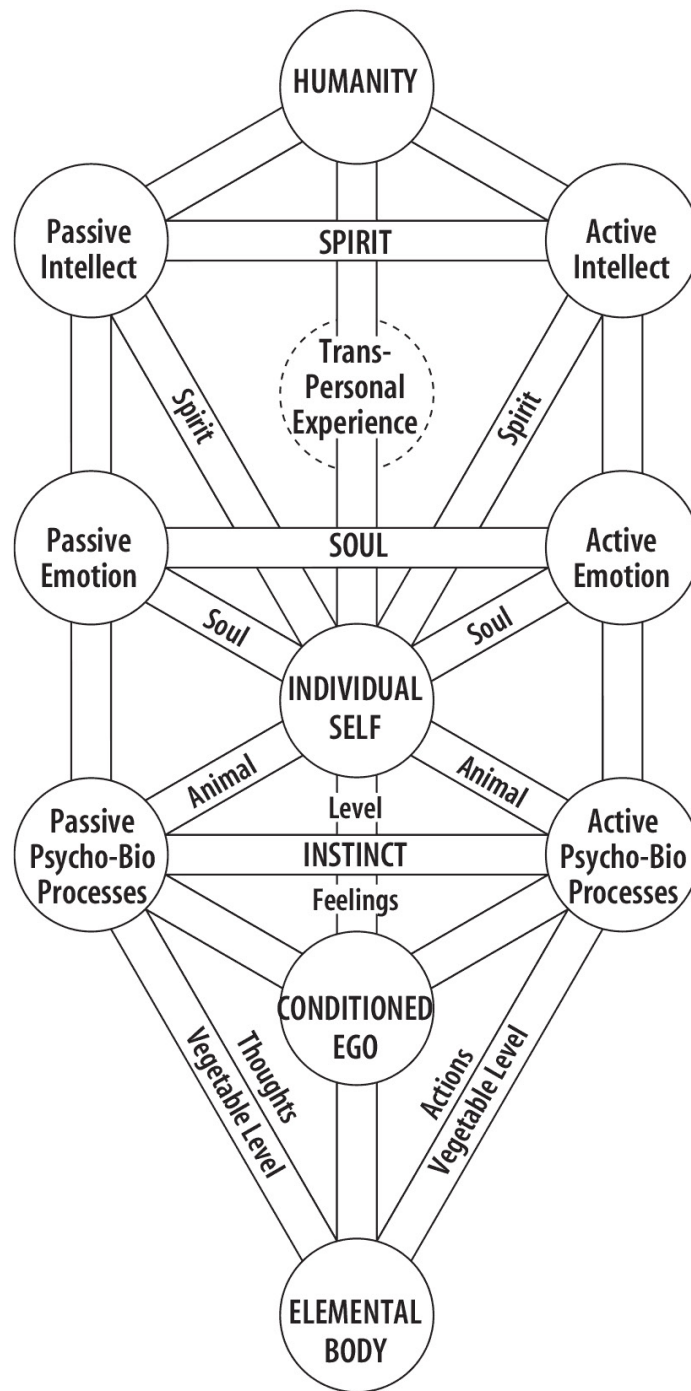 HUMANITY
Passive
Intellect
SPIRIT
Active
Intellect
Trans-
Personal
Experience
Spirit
Spirit
Passive
Emotion
SOUL
Active
Emotion
Soul
Soul
INDIVIDUAL
SELF
Animal
Animal
Level
Passive
Psycho-Bio
Processes
INSTINCT
Active
Psycho-Bio
Processes
Feelings
CONDITIONED
EGO
Thoughts
Vegetable Level
Actions
Vegetable Level
ELEMENTAL
BODY